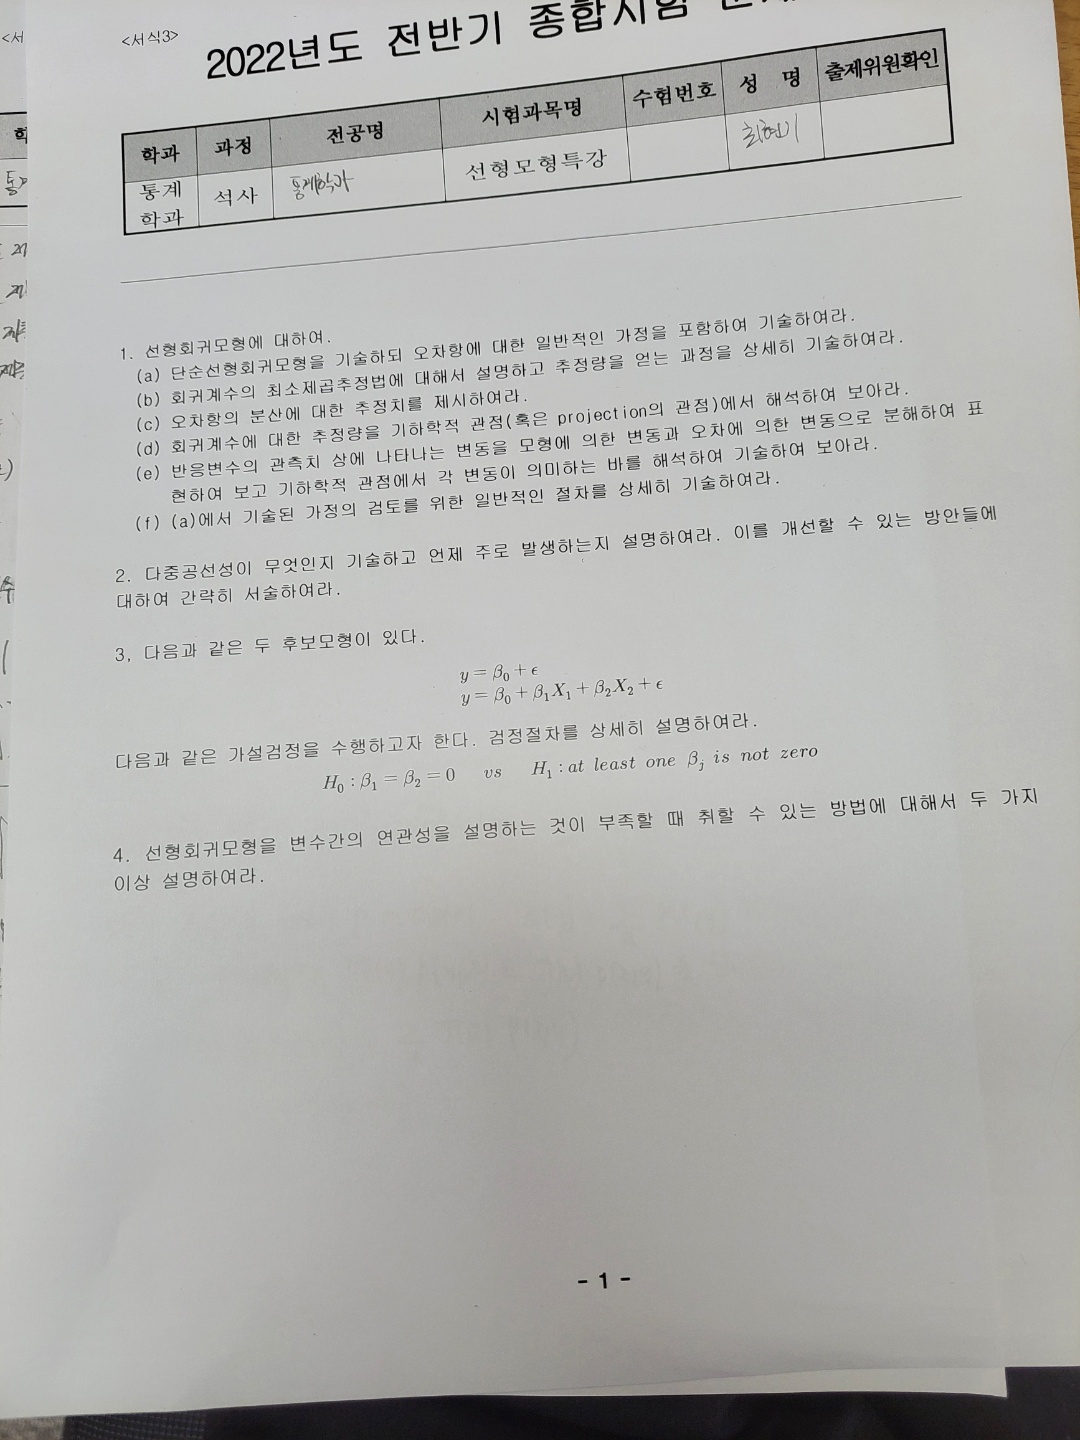 <서식3>
2022년도 전반기 종합시험
학과 과정 전공명 시험과목명 수험번호 성 명 출제위원확인
통계 석사 통계학과 선형모형특강 최현기
학과
1. 선형회귀모형에 대하여.
(a) 단순선형회귀모형을 기술하되 오차항에 대한 일반적인 가정을 포함하여 기술하여라.
(b) 회귀계수의 최소제곱추정법에 대해서 설명하고 추정량을 얻는 과정을 상세히 기술하여라.
(c) 오차항의 분산에 대한 추정치를 제시하여라.
(d) 회귀계수에 대한 추정량을 기하학적 관점(혹은 projection의 관점)에서 해석하여 보아라.
(e) 반응변수의 관측치 상에 나타나는 변동을 모형에 의한 변동과 오차에 의한 변동으로 분해하여 표
현하여 보고 기하학적 관점에서 각 변동이 의미하는 바를 해석하여 기술하여 보아라.
(f) (a)에서 기술된 가정의 검토를 위한 일반적인 절차를 상세히 기술하여라.
2. 다중공선성이 무엇인지 기술하고 언제 주로 발생하는지 설명하여라. 이를 개선할 수 있는 방안들에
대하여 간략히 서술하여라.
3, 다음과 같은 두 후보모형이 있다.
y = β₀ + ϵ
y = β₀ + β₁X₁ + β₂X₂ + ϵ
다음과 같은 가설검정을 수행하고자 한다. 검정절차를 상세히 설명하여라.
H₀ : β₁ = β₂ = 0 vs H₁ : at least one βⱼ is not zero
4. 선형회귀모형을 변수간의 연관성을 설명하는 것이 부족할 때 취할 수 있는 방법에 대해서 두 가지
이상 설명하여라.
- 1 -